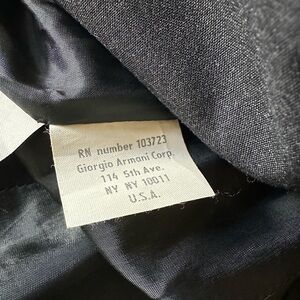 RN number 103723
Giorgio Armani Corp.
114 5th Ave.
NY NY 10011
U.S.A.